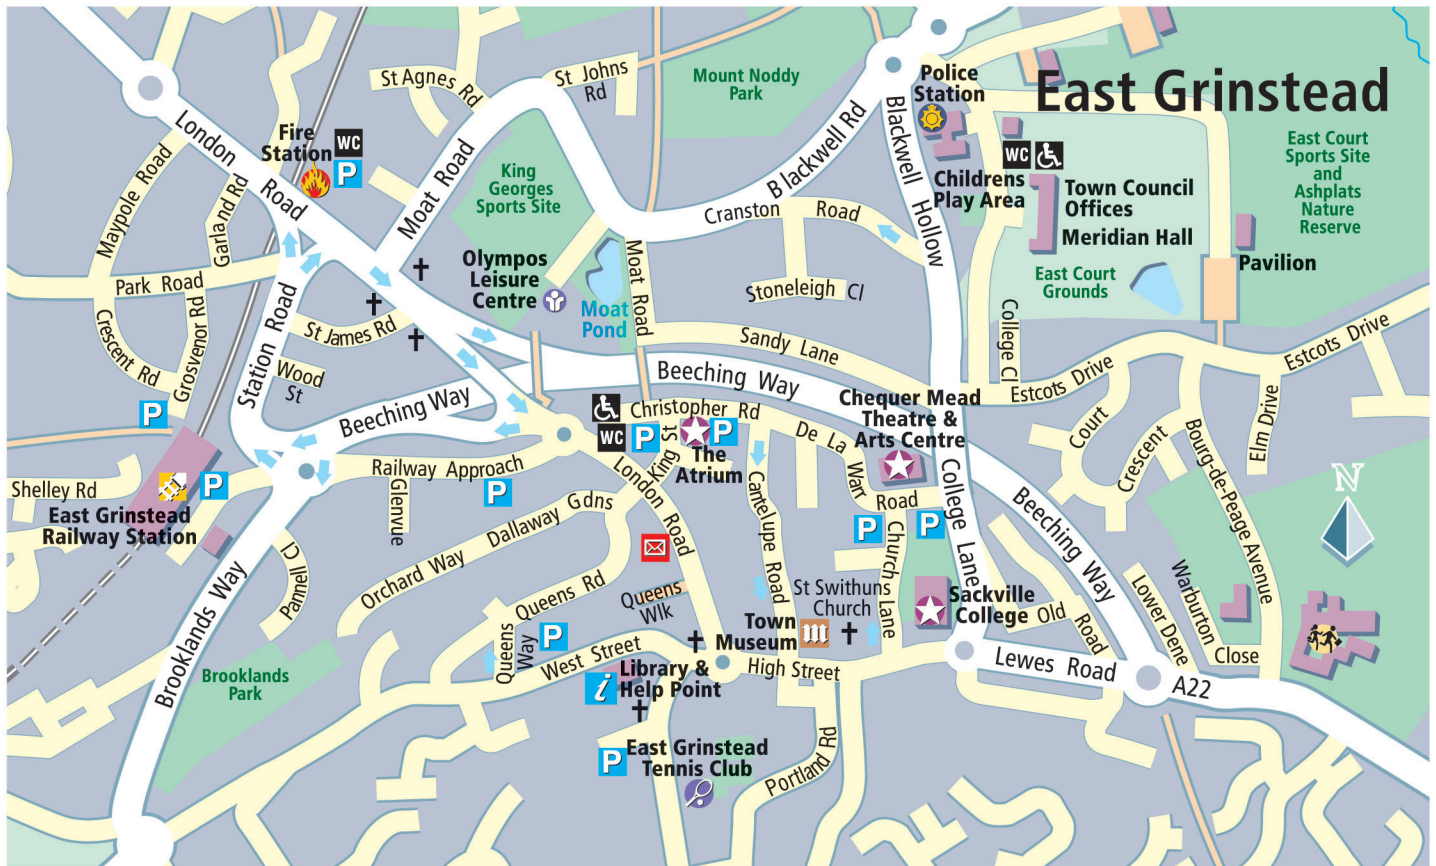 East Grinstead
St Agnes Rd
St Johns
Rd
Mount Noddy
Park
Police
Station
Fire
Station
WC
P
London
Road
Maypole Road
Garland Rd
Moat Road
King
Georges
Sports Site
Blackwell Rd
Blackwell
Hollow
Cranston Road
Childrens
Play Area
WC
Town Council
Offices
Meridian Hall
East Court
Sports Site
and
Ashplats
Nature
Reserve
Pavilion
East Court
Grounds
Park Road
Crescent Rd
Grosvenor Rd
Station Road
St James Rd
Wood
St
Olympos
Leisure
Centre
Moat
Pond
Moat Road
Stoneleigh Cl
Sandy Lane
College Cl
Estcots Drive
Estcots Drive
Elm Drive
Beeching Way
Beeching Way
Christopher Rd
WC
P
King St
P
The
Atrium
De La Warr
Road
Chequer Mead
Theatre &
Arts Centre
College Lane
Beeching Way
Court
Crescent
Bourg-de-Peage Avenue
N
P
P
Shelley Rd
East Grinstead
Railway Station
Railway Approach
P
Glenvue
Dallaway Gdns
Orchard Way
London Road
Cantelupe Road
P
P
Church Lane
Pannell Cl
Brooklands Way
Brooklands
Park
Queens Rd
Queens
Way
P
Queens
Wlk
West Street
St Swithuns
Church
Town
Museum
Sackville
College
Old Road
Lower Dene
Warburton
Close
Library &
Help Point
i
High Street
Lewes Road
A22
P
East Grinstead
Tennis Club
Portland Rd